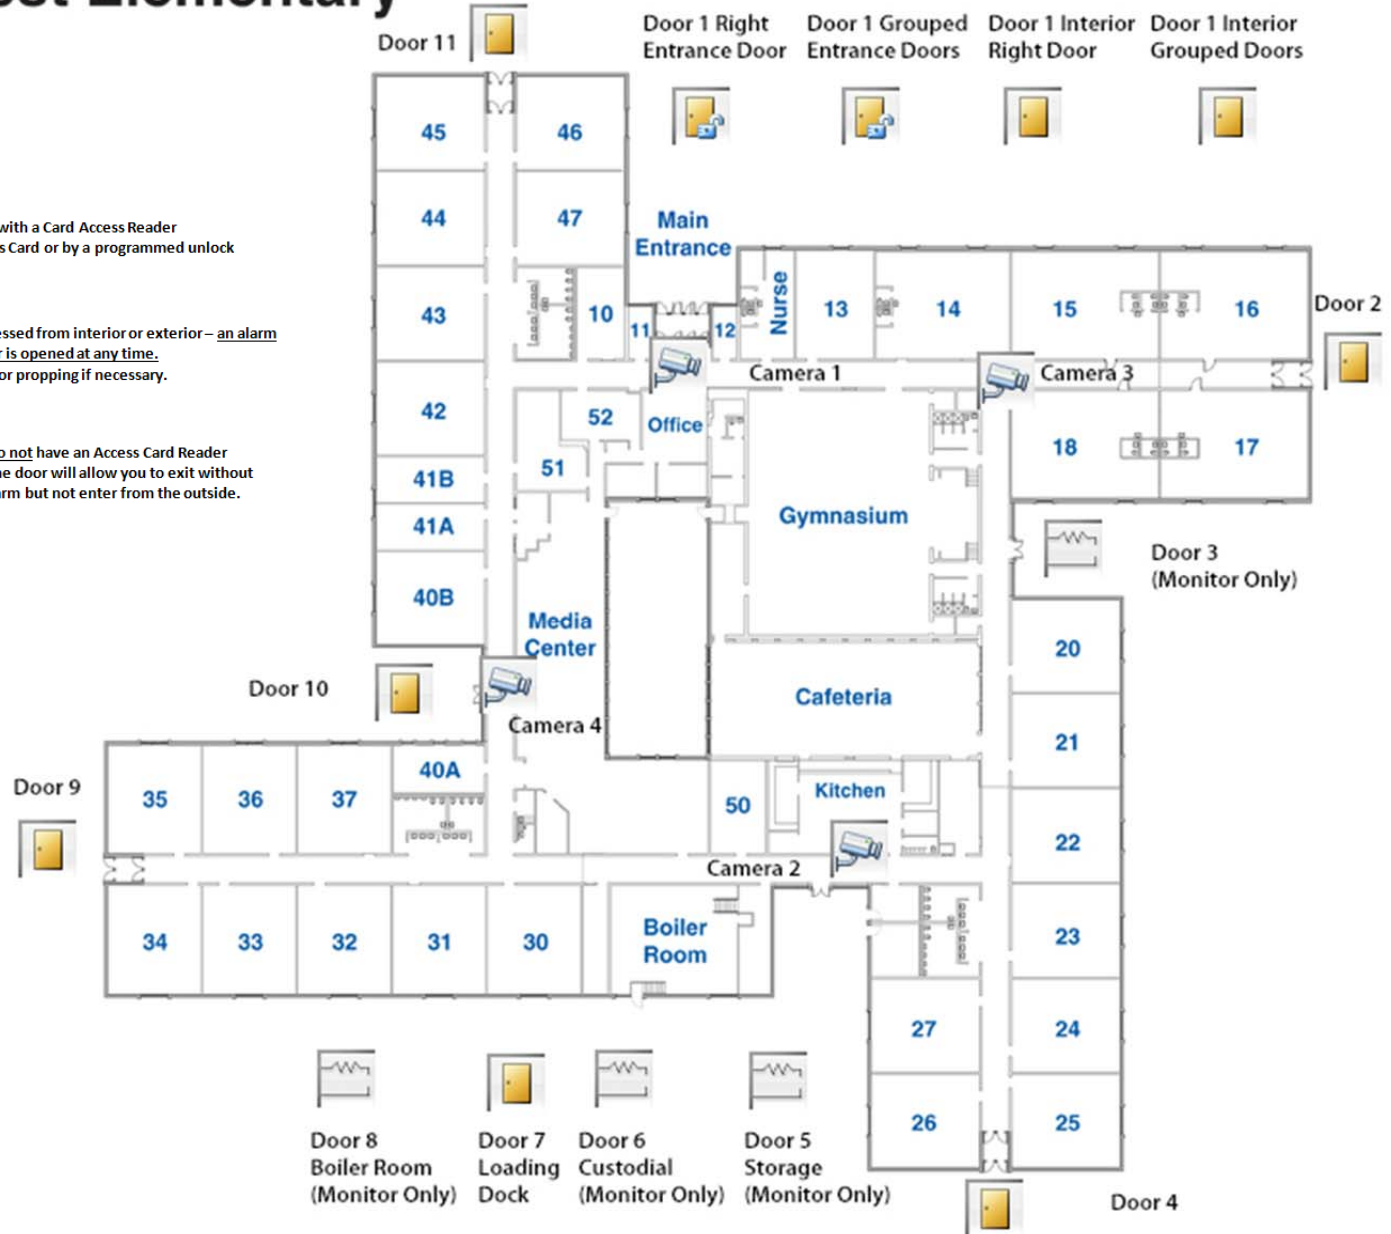 Elementary
Door 11
Door 1 Right
Entrance Door
Door 1 Grouped
Entrance Doors
Door 1 Interior
Right Door
Door 1 Interior
Grouped Doors
45
46
with a Card Access Reader
s Card or by a programmed unlock
44
47
Main
Entrance
essed from interior or exterior – an alarm
r is opened at any time.
or propping if necessary.
43
10
11
12
Nurse
13
14
15
16
Door 2
Camera 1
Camera 3
42
52
Office
18
17
o not have an Access Card Reader
ne door will allow you to exit without
arm but not enter from the outside.
41B
51
41A
Gymnasium
Door 3
(Monitor Only)
40B
Media
Center
20
Door 10
Camera 4
Cafeteria
21
Door 9
35
36
37
40A
50
Kitchen
22
Camera 2
34
33
32
31
30
Boiler
Room
23
27
24
26
25
Door 8
Boiler Room
(Monitor Only)
Door 7
Loading
Dock
Door 6
Custodial
(Monitor Only)
Door 5
Storage
(Monitor Only)
Door 4